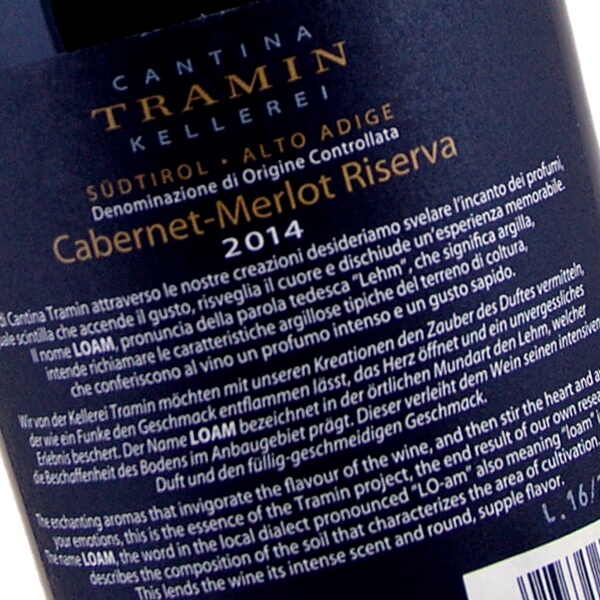 CANTINA
TRAMIN
KELLEREI
SÜDTIROL · ALTO ADIGE
Denominazione di Origine Controllata
Cabernet-Merlot Riserva
2014
di Cantina Tramin attraverso le nostre creazioni desideriamo svelare l'incanto dei profumi,
scintilla che accende il gusto, risveglia il cuore e dischiude un'esperienza memorabile.
Il nome LOAM, pronuncia della parola tedesca "Lehm", che significa argilla,
intende richiamare le caratteristiche argillose tipiche del terreno di coltura,
che conferiscono al vino un profumo intenso e un gusto sapido.
Wir von der Kellerei Tramin möchten mit unseren Kreationen den Zauber des Duftes vermitteln,
der wie ein Funke den Geschmack entflammen lässt, das Herz öffnet und ein unvergessliches
Erlebnis beschert. Der Name LOAM bezeichnet in der örtlichen Mundart den Lehm, welcher
die Beschaffenheit des Bodens im Anbaugebiet prägt. Dieser verleiht dem Wein seinen intensiven
Duft und den füllig-geschmeidigen Geschmack.
The enchanting aromas that invigorate the flavour of the wine, and then stir the heart and
your emotions, this is the essence of the Tramin project, the end result of our own
The name LOAM, the word in the local dialect pronounced "LO-am" also meaning "loam"
describes the composition of the soil that characterizes the area of cultivation.
This lends the wine its intense scent and round, supple flavor.
L.16/